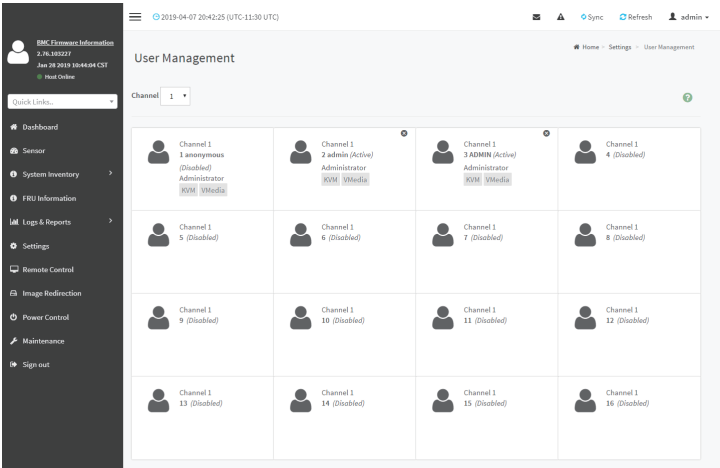 2019-04-07 20:42:25 (UTC-11:30 UTC)
Sync
Refresh
admin
BMC Firmware Information
2.76.103227
Jan 28 2019 10:44:04 CST
Host Online
Quick Links..
Dashboard
Sensor
System Inventory
FRU Information
Logs & Reports
Settings
Remote Control
Image Redirection
Power Control
Maintenance
Sign out
User Management
Home - Settings - User Management
Channel 1
Channel 1
1 anonymous
(Disabled)
Administrator
KVM VMedia
Channel 1
2 admin (Active)
Administrator
KVM VMedia
Channel 1
3 ADMIN (Active)
Administrator
KVM VMedia
Channel 1
4 (Disabled)
Channel 1
5 (Disabled)
Channel 1
6 (Disabled)
Channel 1
7 (Disabled)
Channel 1
8 (Disabled)
Channel 1
9 (Disabled)
Channel 1
10 (Disabled)
Channel 1
11 (Disabled)
Channel 1
12 (Disabled)
Channel 1
13 (Disabled)
Channel 1
14 (Disabled)
Channel 1
15 (Disabled)
Channel 1
16 (Disabled)